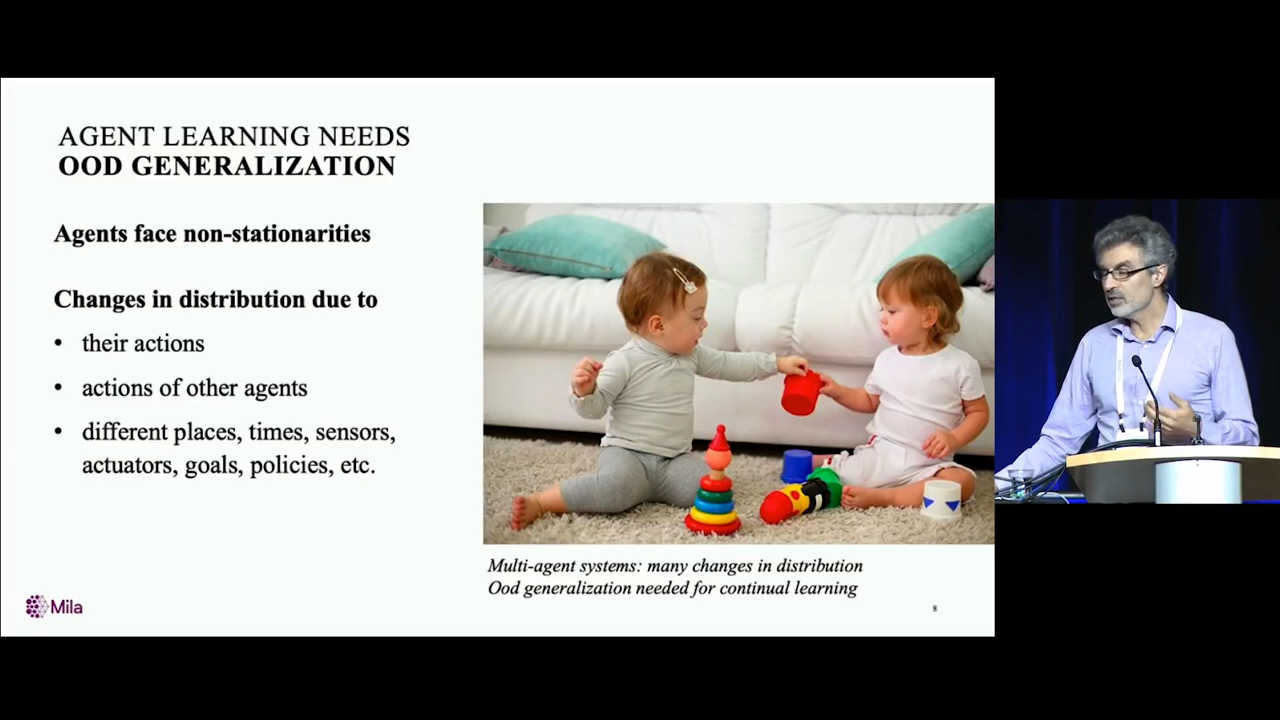 AGENT LEARNING NEEDS
OOD GENERALIZATION
Agents face non-stationarities
Changes in distribution due to
• their actions
• actions of other agents
• different places, times, sensors,
actuators, goals, policies, etc.
Multi-agent systems: many changes in distribution
Ood generalization needed for continual learning
Mila
8